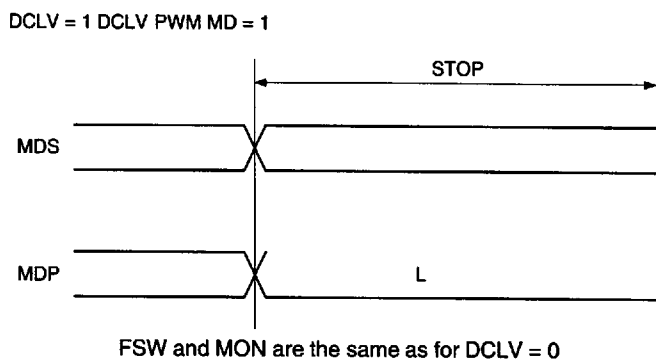 DCLV = 1 DCLV PWM MD = 1
STOP
MDS
MDP
L
FSW and MON are the same as for DCLV = 0